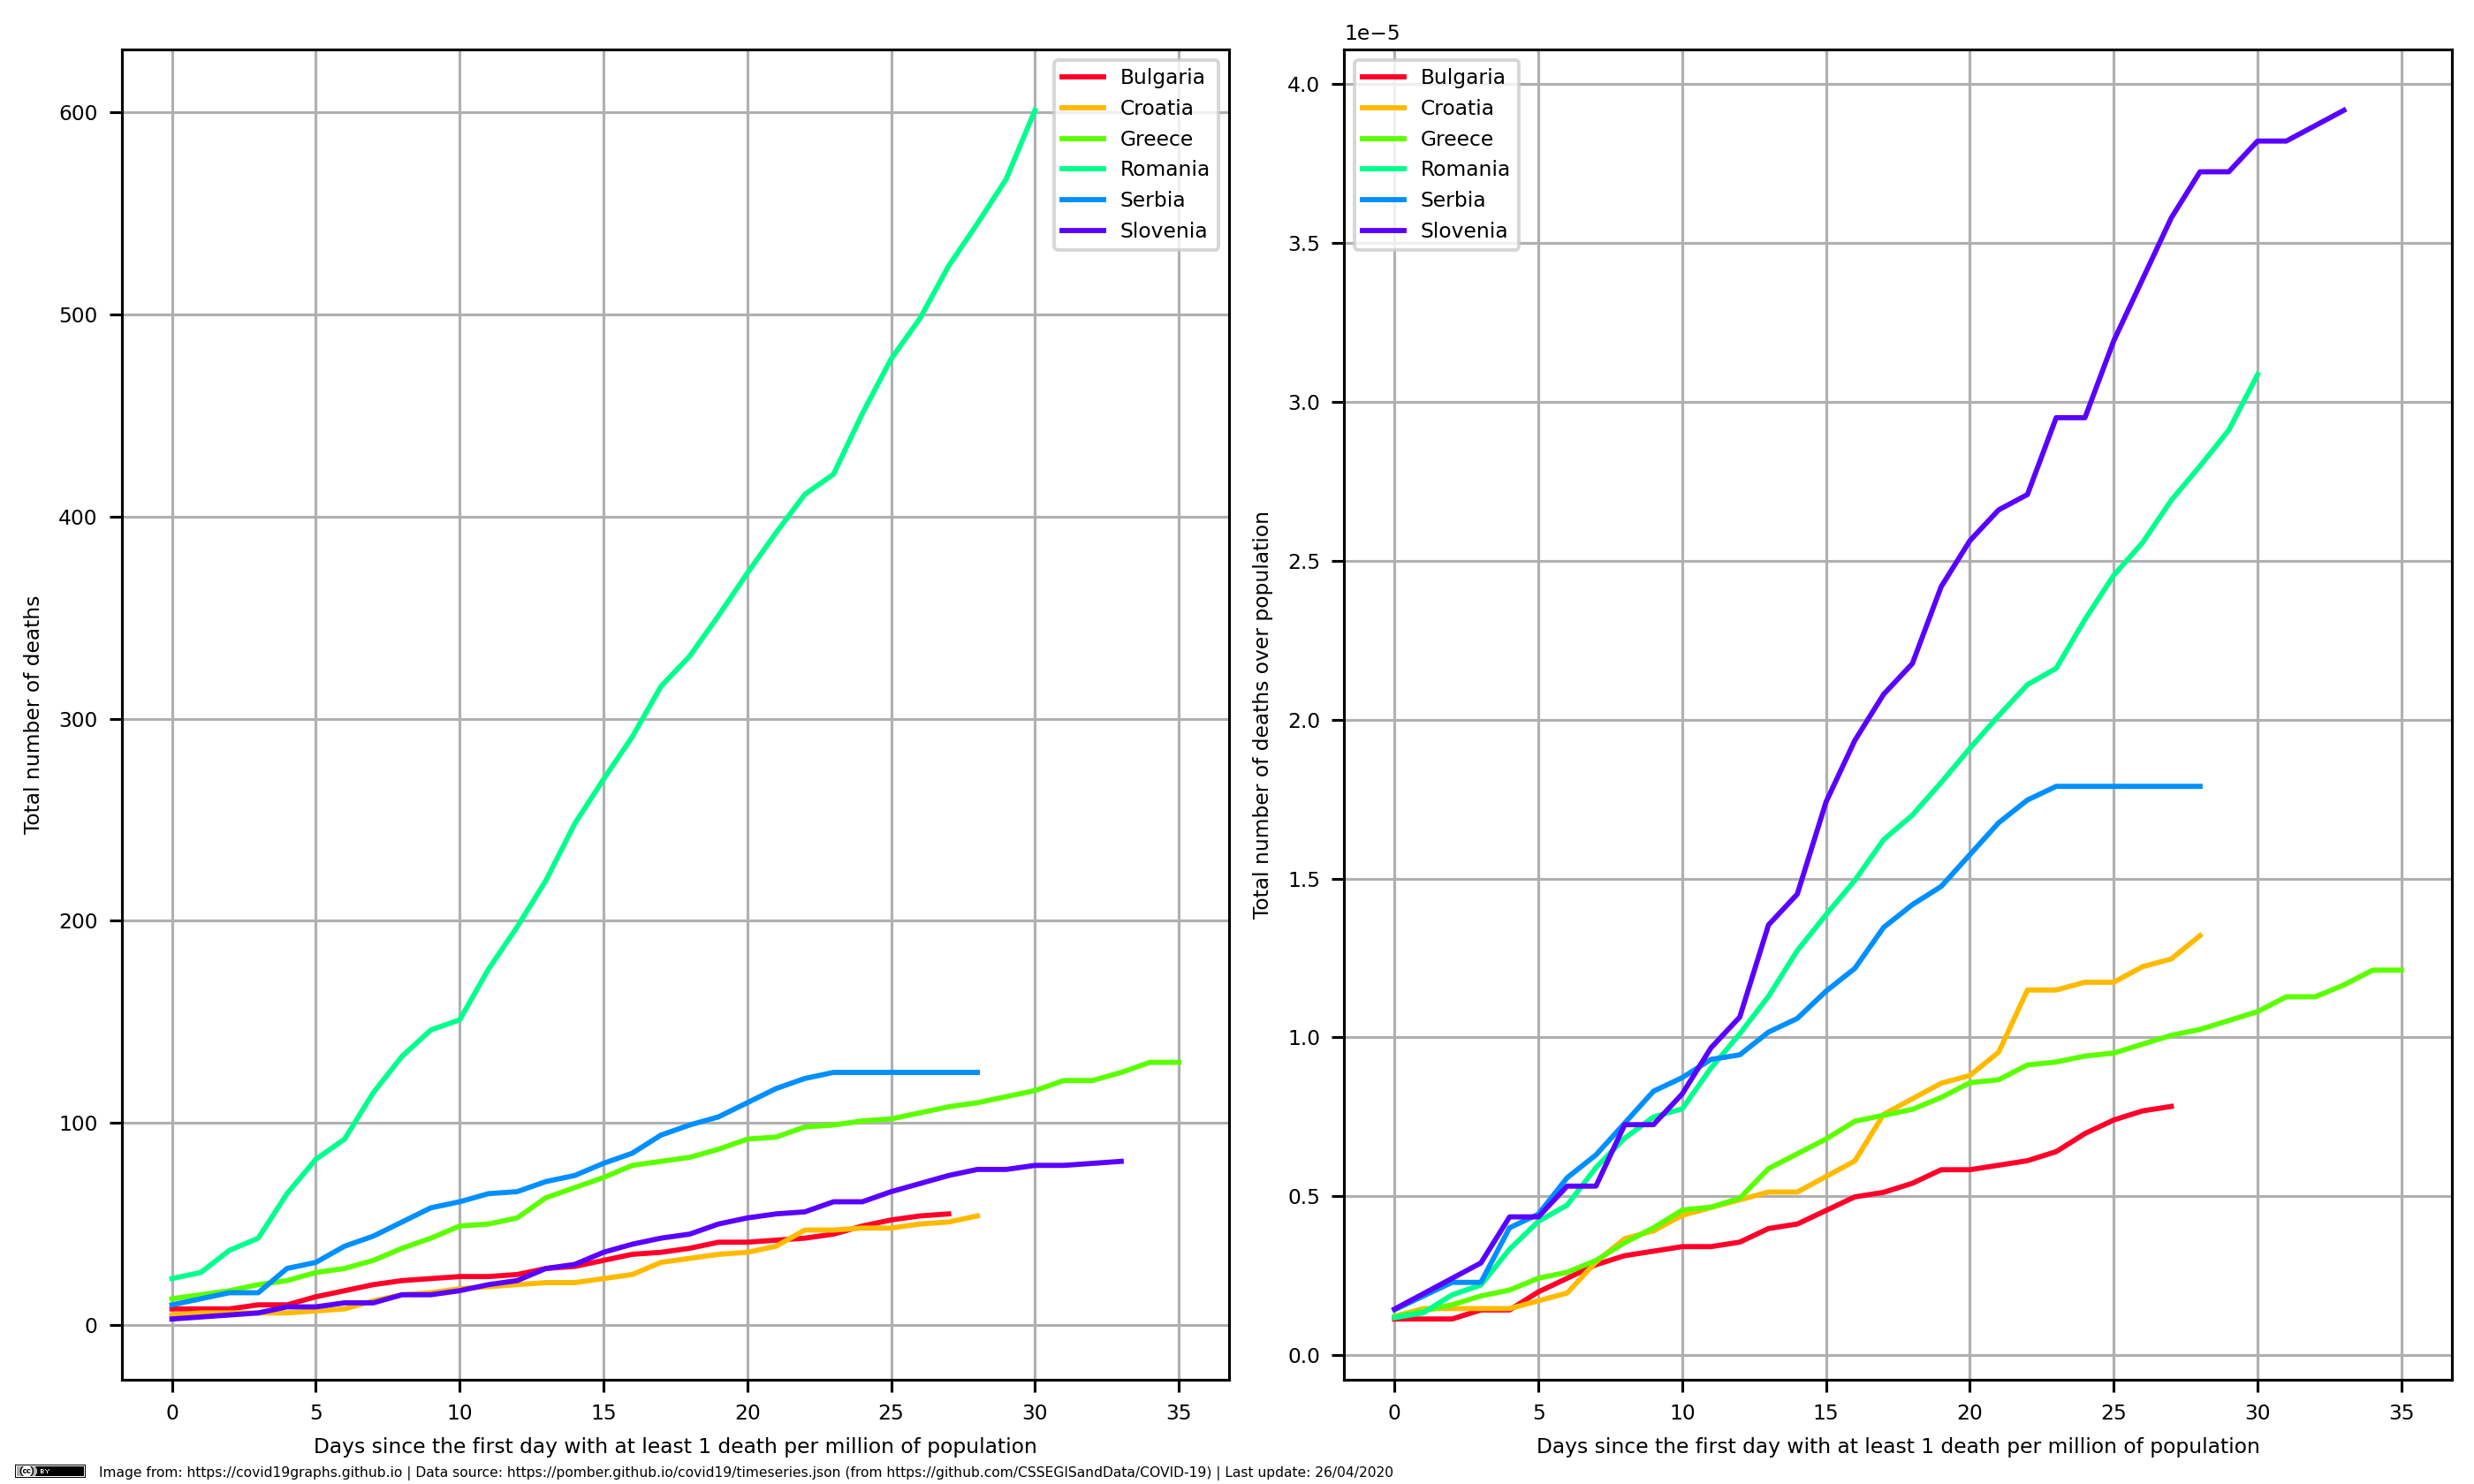 1e−5
Bulgaria
Croatia
Greece
Romania
Serbia
Slovenia
600
500
400
300
200
100
0
Total number of deaths
0 5 10 15 20 25 30 35
Days since the first day with at least 1 death per million of population
Bulgaria
Croatia
Greece
Romania
Serbia
Slovenia
4.0
3.5
3.0
2.5
2.0
1.5
1.0
0.5
0.0
Total number of deaths over population
0 5 10 15 20 25 30 35
Days since the first day with at least 1 death per million of population
(cc) BY Image from: https://covid19graphs.github.io | Data source: https://pomber.github.io/covid19/timeseries.json (from https://github.com/CSSEGISandData/COVID-19) | Last update: 26/04/2020